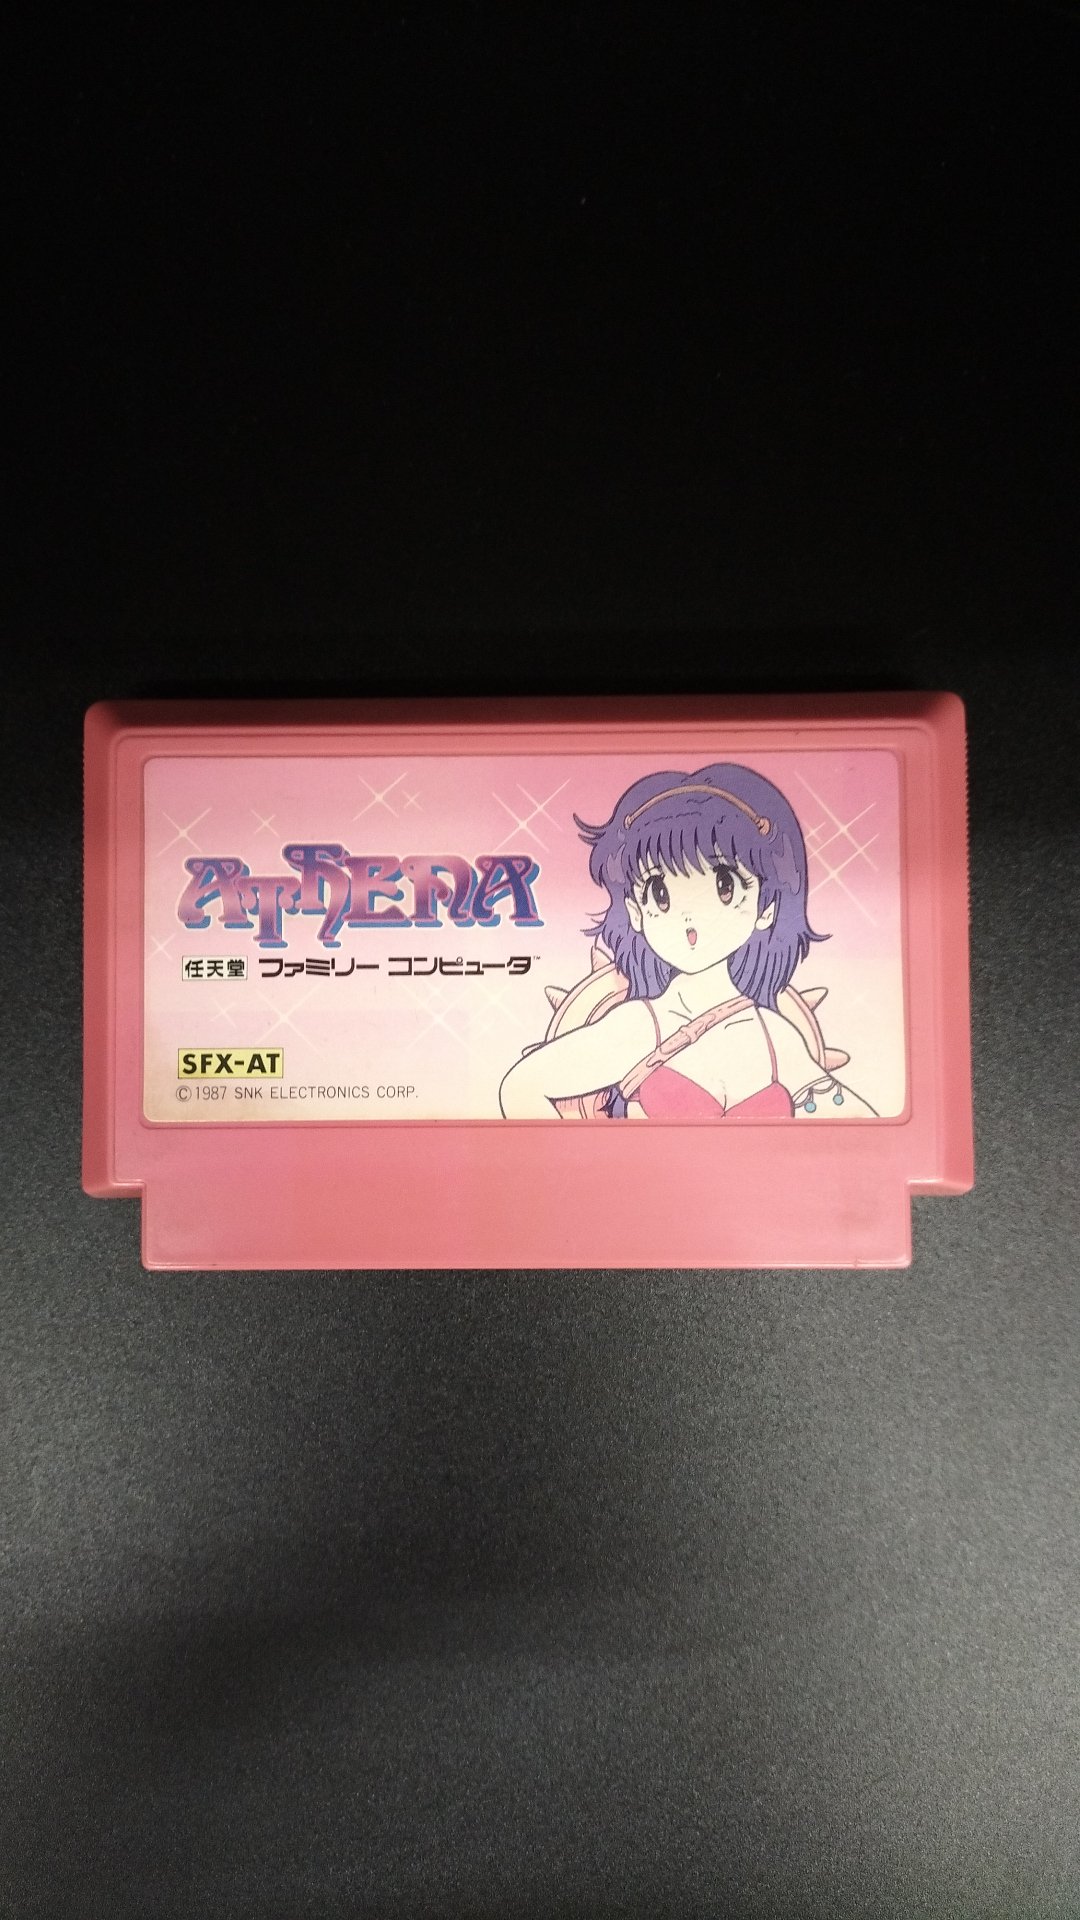 ATHENA
任天堂 ファミリー コンピュータ™
SFX-AT
©1987 SNK ELECTRONICS CORP.